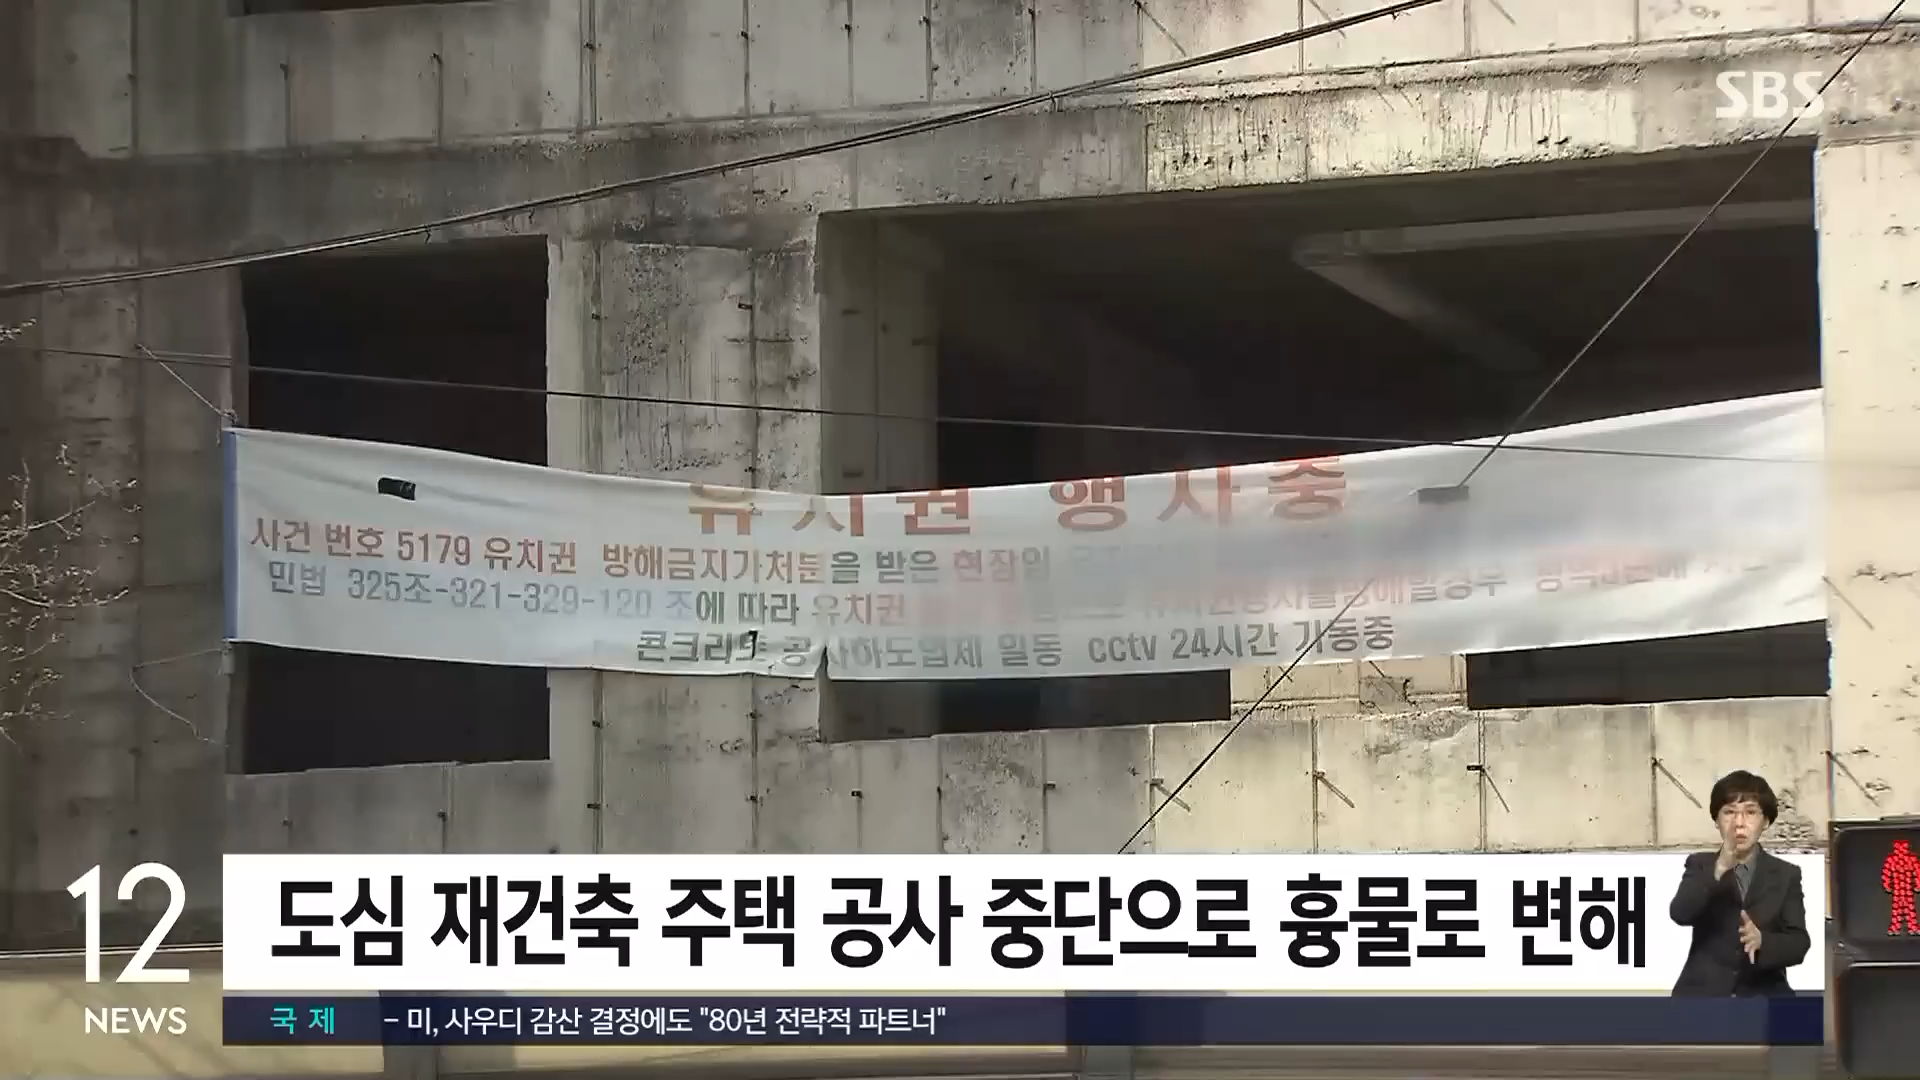 SBS
유치권 행사중
사건 번호 5179 유치권 방해금지가처분을 받은 현장임
민법 325조-321-329-120 조에 따라 유치권
콘크리트 공사하도업체 일동 cctv 24시간 기동중
12
NEWS
도심 재건축 주택 공사 중단으로 흉물로 변해
국 제 - 미, 사우디 감산 결정에도 "80년 전략적 파트너"